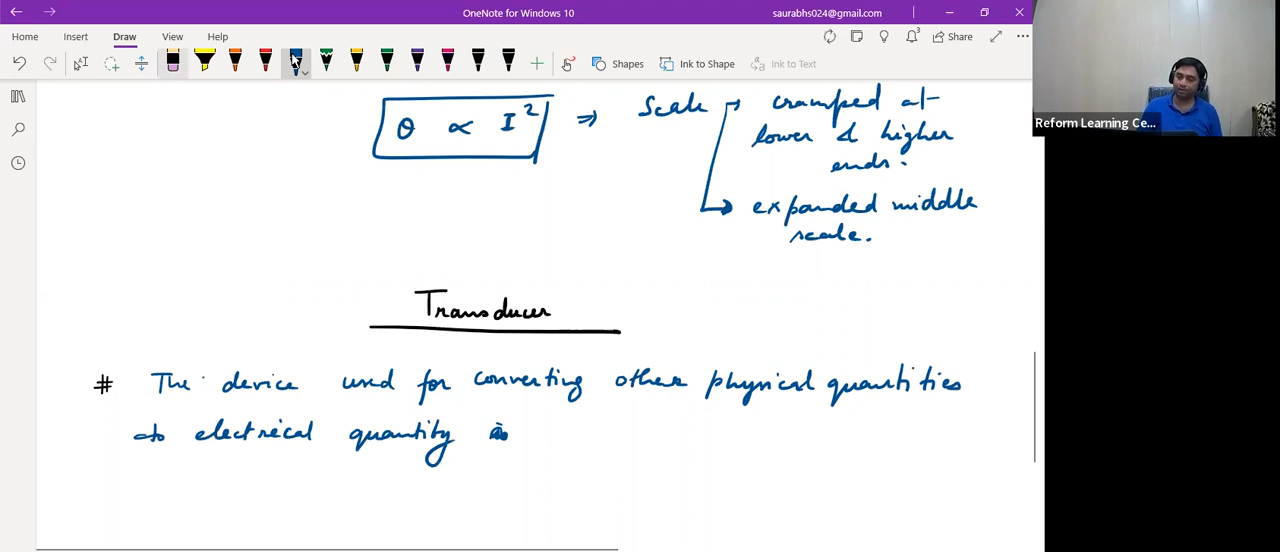 OneNote for Windows 10
saurabhs024@gmail.com
Home Insert Draw View Help
Share
Shapes
Ink to Shape
Ink to Text
Reform Learning Ce...
θ ∝ I² ⇒ Scale → cramped at
lower & higher
ends.
→ expanded middle
scale.
Transducer
# The device used for converting other physical quantities
to electrical quantity is